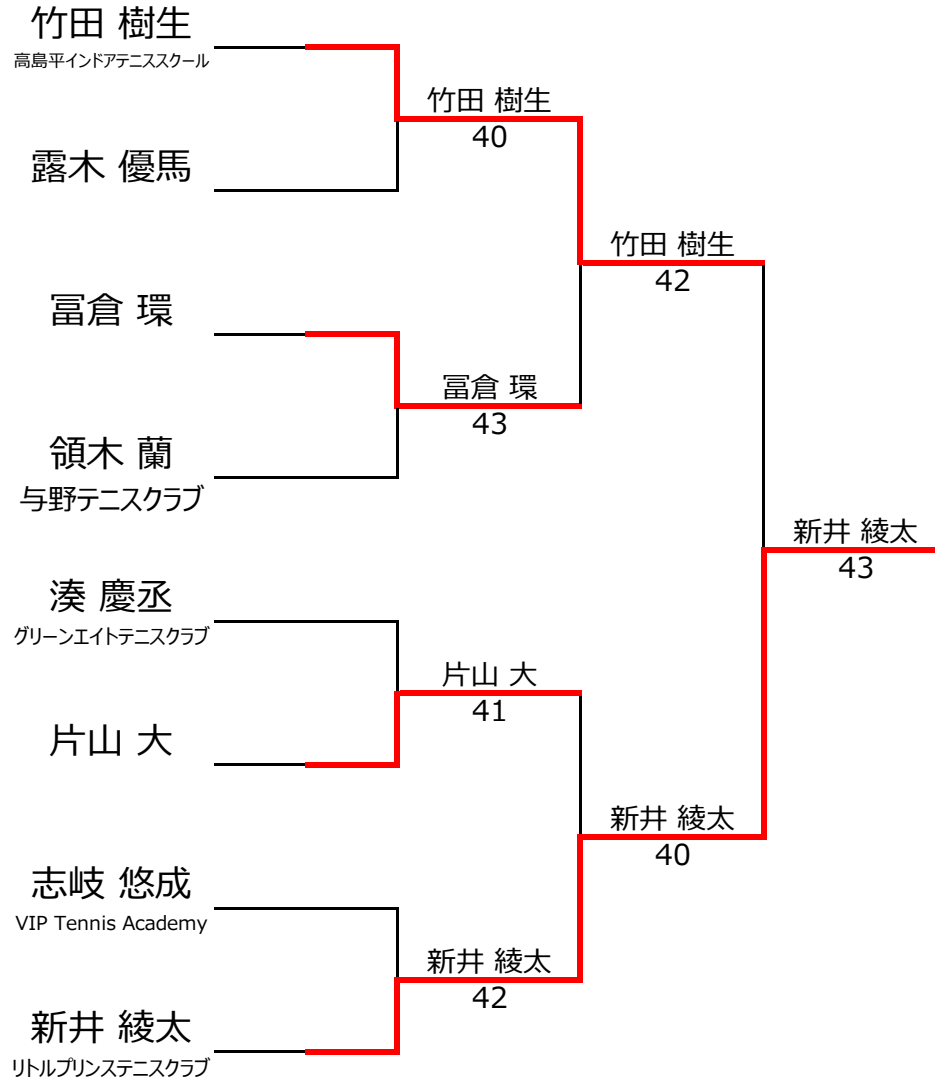 竹田 樹生
高島平インドアテニススクール
竹田 樹生
40
露木 優馬
竹田 樹生
42
冨倉 環
冨倉 環
43
領木 蘭
与野テニスクラブ
新井 綾太
43
湊 慶丞
グリーンエイトテニスクラブ
片山 大
41
片山 大
新井 綾太
40
志岐 悠成
VIP Tennis Academy
新井 綾太
42
新井 綾太
リトルプリンステニスクラブ